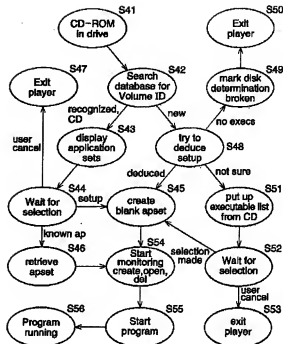 S41
CD-ROM
in drive
S50
Exit
player
S47
Exit
player
S42
Search
database for
Volume ID
S49
mark disk
determination
broken
recognized,
CD
new
no execs
user
cancel
S43
display
application
sets
S48
try to
deduce
setup
deduced
not sure
S44
Wait for
selection
setup
S45
create
blank apset
S51
put up
executable list
from CD
known ap
S46
retrieve
apset
S54
Start
monitoring
create,open,
del
selection
made
S52
Wait for
selection
user
cancel
S56
Program
running
S55
Start
program
S53
exit
player